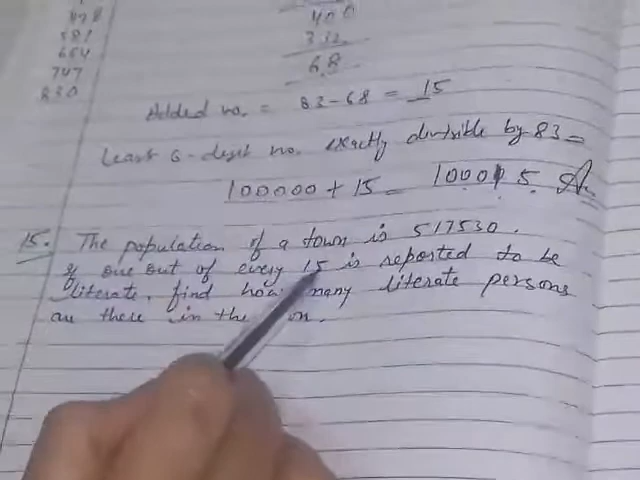 498
581
664
747
830
400
332
68
Added no. = 83-68 = 15
Least 6-digit no. exactly divisible by 83 =
100000 + 15 = 100015. Ans
15. The population of a town is 517530.
If one out of every 15 is reported to be
literate, find how many literate persons
are there in the